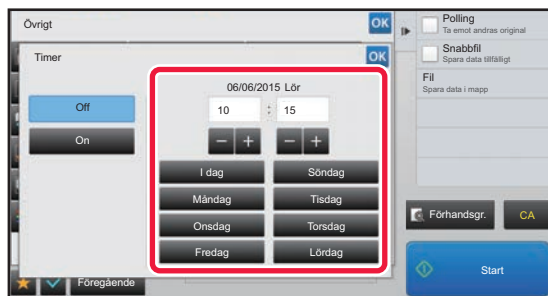 Övrigt
OK
Timer
OK
Off
On
06/06/2015 Lör
10 : 15
− + − +
I dag
Söndag
Måndag
Tisdag
Onsdag
Torsdag
Fredag
Lördag
Föregående
Polling
Ta emot andras original
Snabbfil
Spara data tillfälligt
Fil
Spara data i mapp
Förhandsgr.
CA
Start